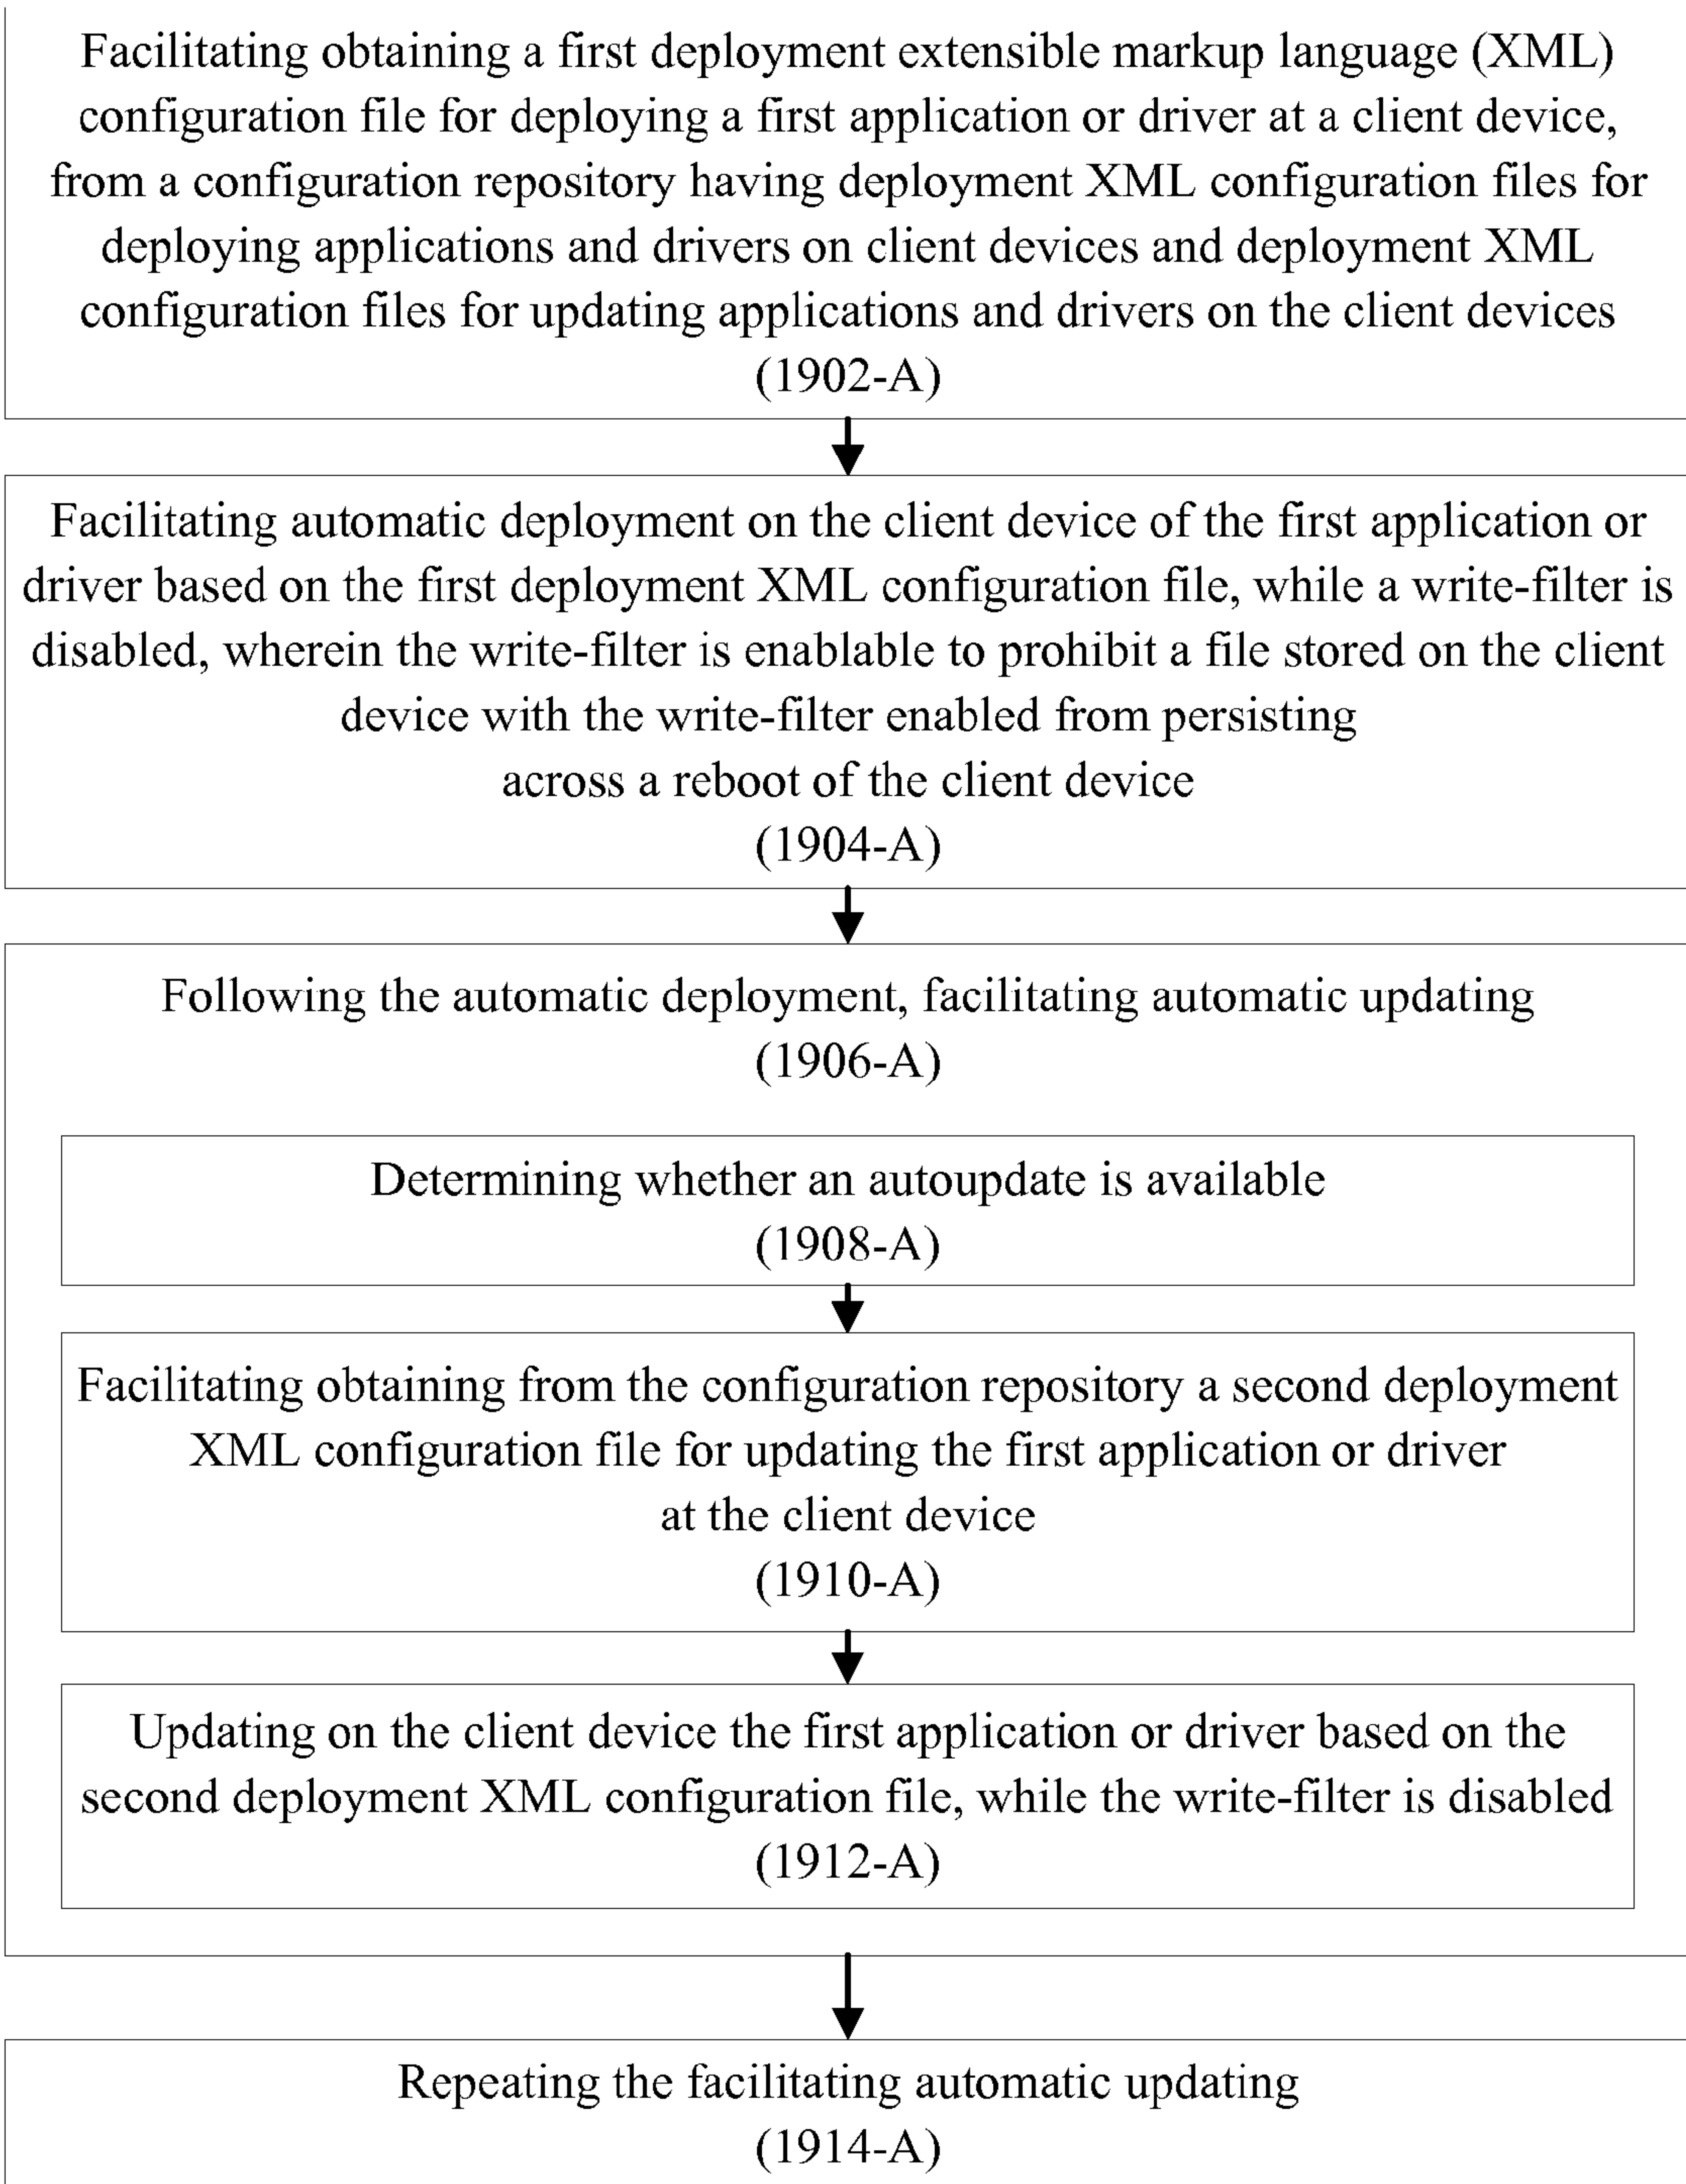 Facilitating obtaining a first deployment extensible markup language (XML)
configuration file for deploying a first application or driver at a client device,
from a configuration repository having deployment XML configuration files for
deploying applications and drivers on client devices and deployment XML
configuration files for updating applications and drivers on the client devices
(1902-A)
Facilitating automatic deployment on the client device of the first application or
driver based on the first deployment XML configuration file, while a write-filter is
disabled, wherein the write-filter is enablable to prohibit a file stored on the client
device with the write-filter enabled from persisting
across a reboot of the client device
(1904-A)
Following the automatic deployment, facilitating automatic updating
(1906-A)
Determining whether an autoupdate is available
(1908-A)
Facilitating obtaining from the configuration repository a second deployment
XML configuration file for updating the first application or driver
at the client device
(1910-A)
Updating on the client device the first application or driver based on the
second deployment XML configuration file, while the write-filter is disabled
(1912-A)
Repeating the facilitating automatic updating
(1914-A)